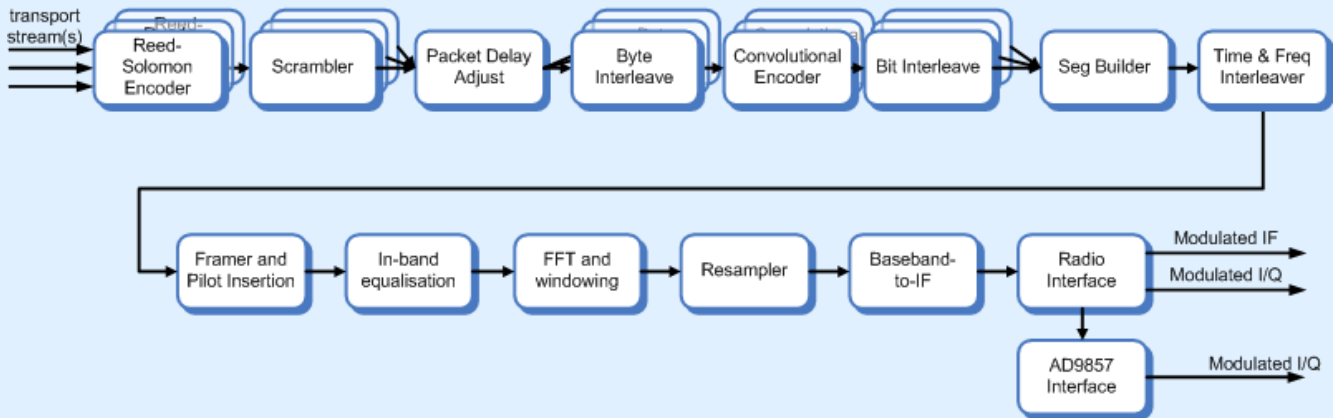 transport
stream(s)
Reed-
Reed-
Solomon
Encoder
Scrambler
Packet Delay
Adjust
Byte
Interleave
Convolutional
Encoder
Bit Interleave
Seg Builder
Time & Freq
Interleaver
Framer and
Pilot Insertion
In-band
equalisation
FFT and
windowing
Resampler
Baseband-
to-IF
Radio
Interface
Modulated IF
Modulated I/Q
AD9857
Interface
Modulated I/Q